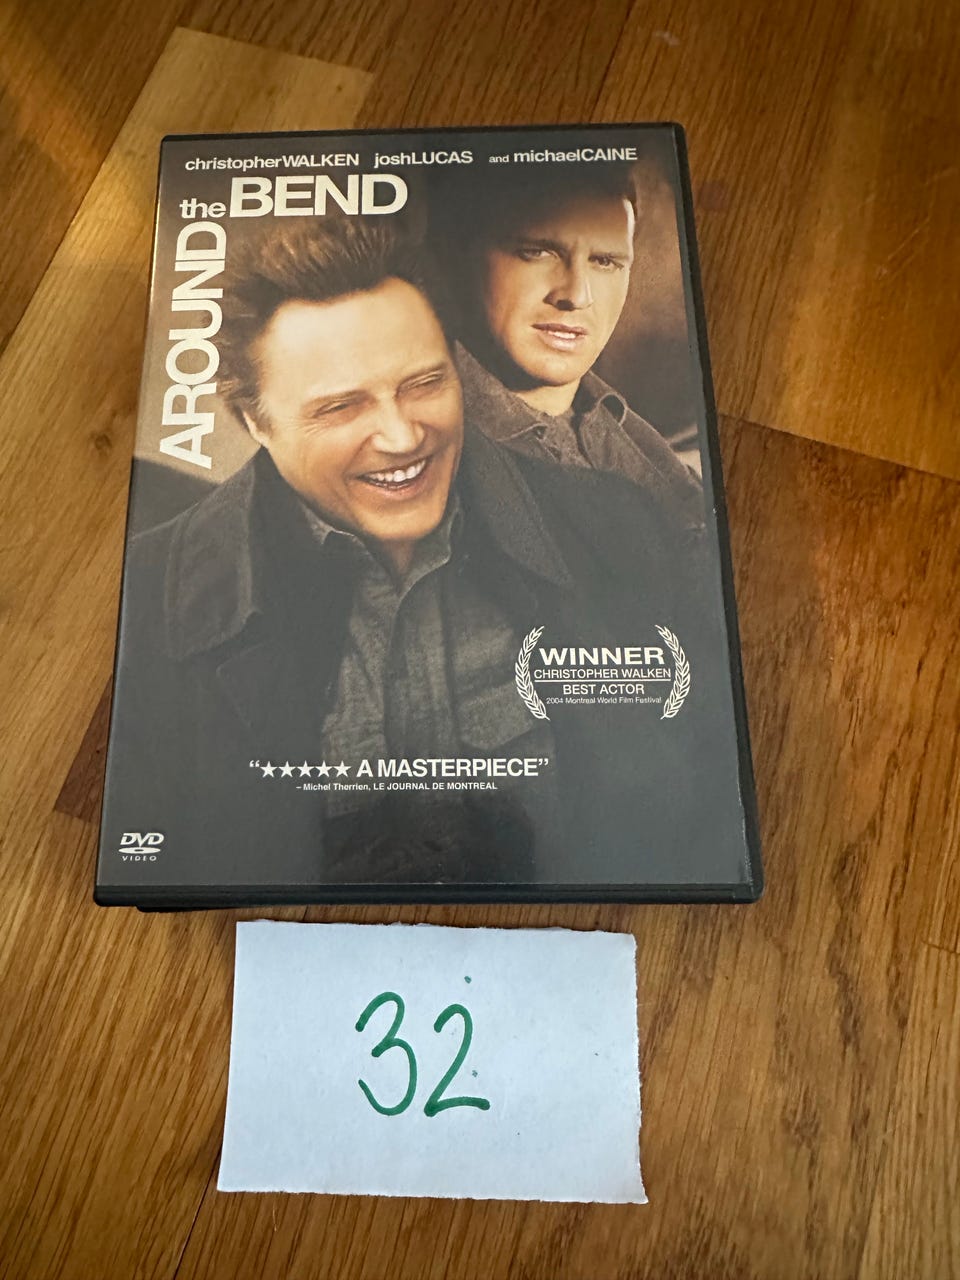 christopherWALKEN joshLUCAS and michaelCAINE
AROUND
the BEND
WINNER
CHRISTOPHER WALKEN
BEST ACTOR
2004 Montreal World Film Festival
“★★★★★ A MASTERPIECE”
– Michel Therrien, LE JOURNAL DE MONTREAL
DVD
VIDEO
32